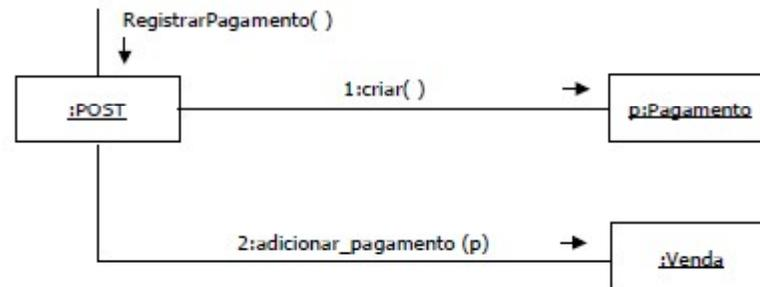 RegistrarPagamento( )
:POST
1:criar( )
p:Pagamento
2:adicionar_pagamento (p)
:Venda